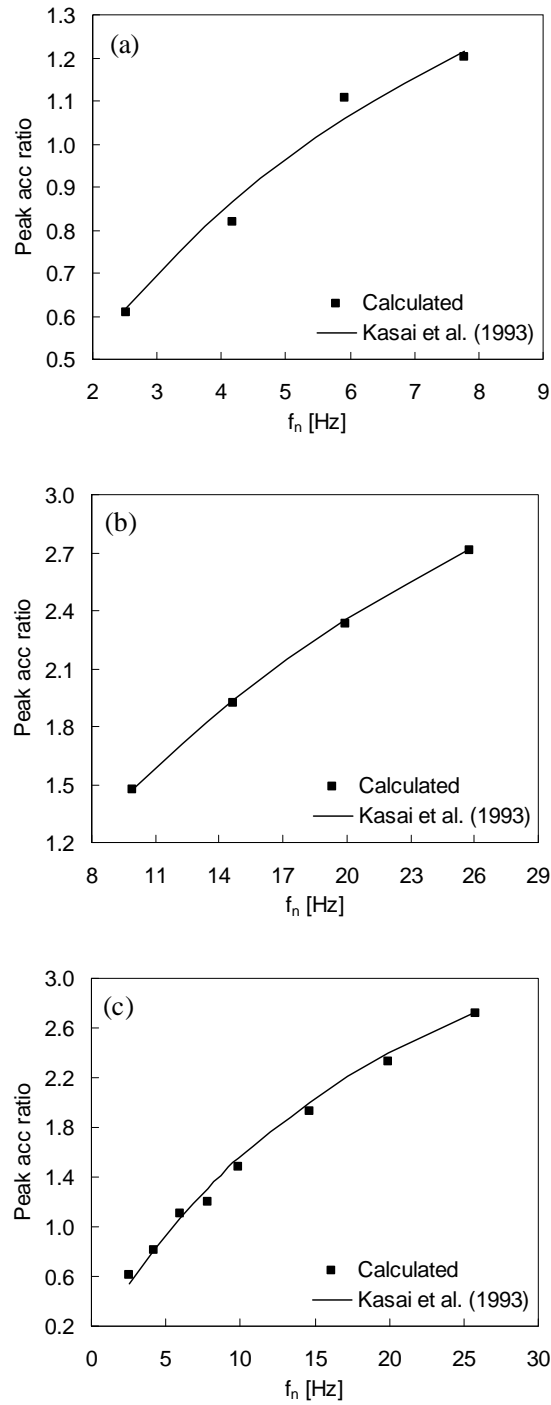 (a)
1.3
1.2
1.1
1.0
0.9
0.8
0.7
0.6
0.5
Peak acc ratio
Calculated
Kasai et al. (1993)
2 3 4 5 6 7 8 9
f_n [Hz]
(b)
3.0
2.7
2.4
2.1
1.8
1.5
1.2
Peak acc ratio
Calculated
Kasai et al. (1993)
8 11 14 17 20 23 26 29
f_n [Hz]
(c)
3.0
2.6
2.2
1.8
1.4
1.0
0.6
0.2
Peak acc ratio
Calculated
Kasai et al. (1993)
0 5 10 15 20 25 30
f_n [Hz]